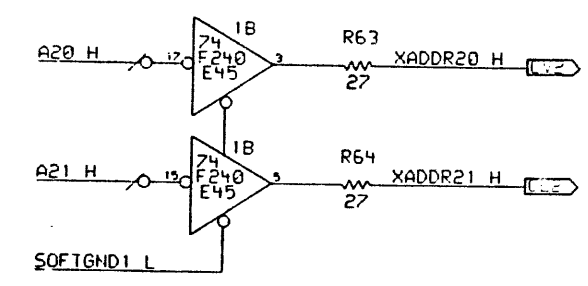 1B
R63
A20 H
17
74
F240
E45
3
XADDR20 H
27
1B
R64
A21 H
15
74
F240
E45
5
XADDR21 H
27
SOFTGND1 L